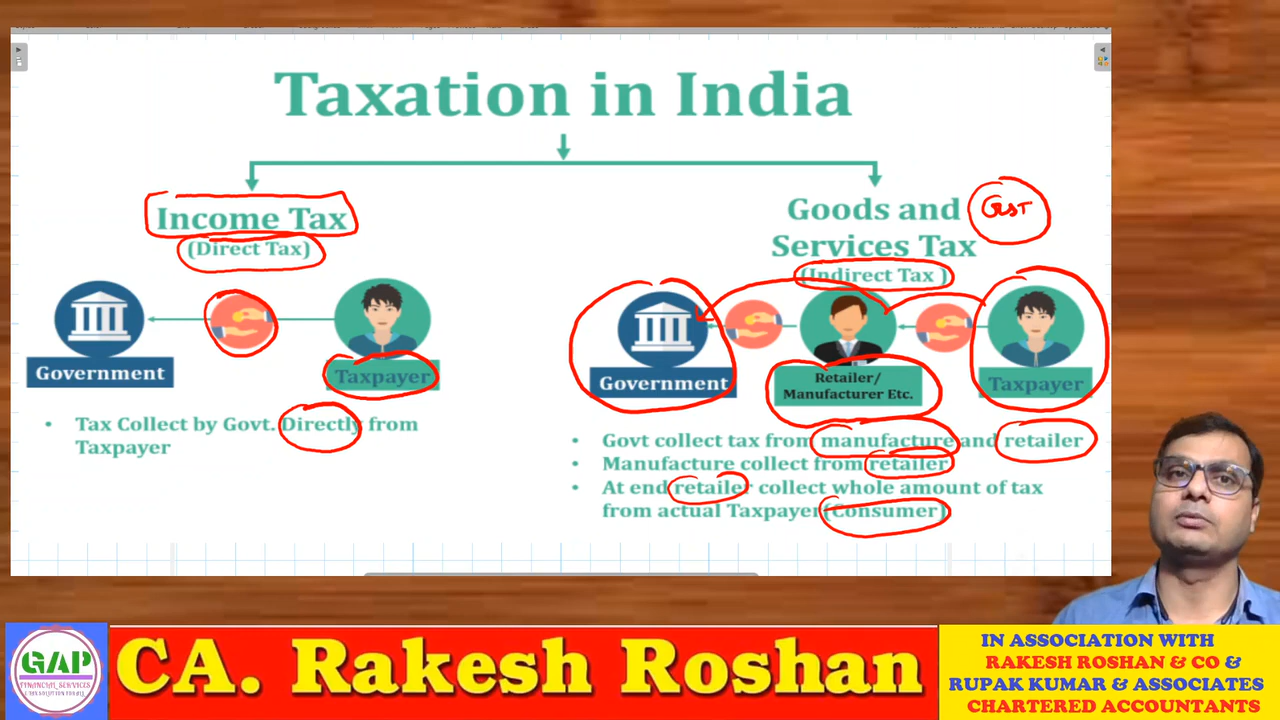 Taxation in India
Income Tax
(Direct Tax)
Government
Taxpayer
• Tax Collect by Govt. Directly from
Taxpayer
Goods and
Services Tax
GST
(Indirect Tax )
Government
Retailer/
Manufacturer Etc.
Taxpayer
• Govt collect tax from manufacture and retailer
• Manufacture collect from retailer
• At end retailer collect whole amount of tax
from actual Taxpayer(Consumer)
GAP
FINANCIAL SERVICES
CA. Rakesh Roshan
IN ASSOCIATION WITH
RAKESH ROSHAN & CO &
RUPAK KUMAR & ASSOCIATES
CHARTERED ACCOUNTANTS